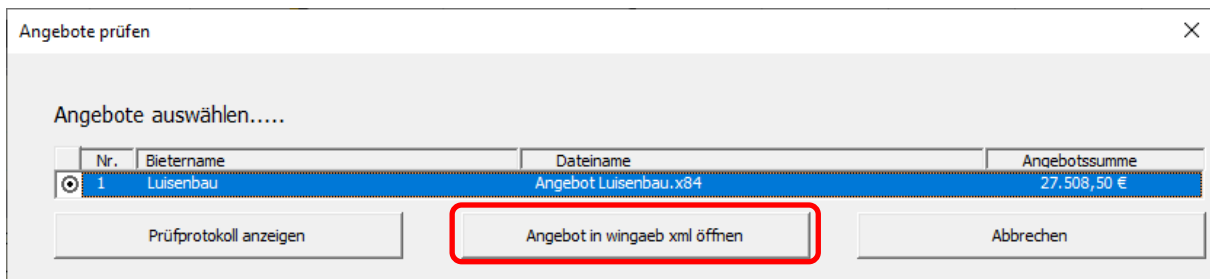 Angebote prüfen
Angebote auswählen.....
Nr. Bietername Dateiname Angebotssumme
1 Luisenbau Angebot Luisenbau.x84 27.508,50 €
Prüfprotokoll anzeigen Angebot in wingaeb xml öffnen Abbrechen